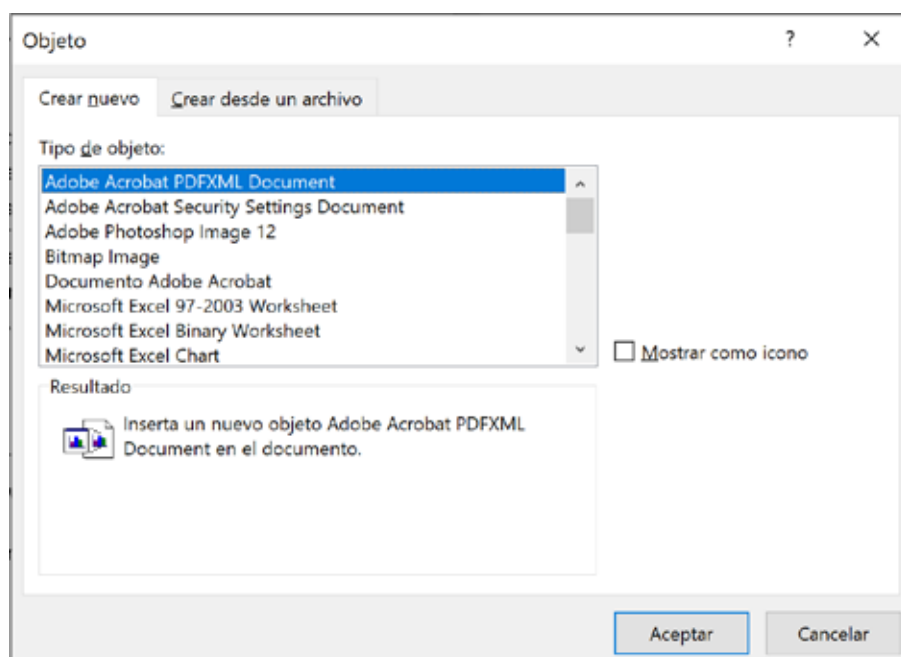 Objeto
?
Crear nuevo
Crear desde un archivo
Tipo de objeto:
Adobe Acrobat PDFXML Document
Adobe Acrobat Security Settings Document
Adobe Photoshop Image 12
Bitmap Image
Documento Adobe Acrobat
Microsoft Excel 97-2003 Worksheet
Microsoft Excel Binary Worksheet
Microsoft Excel Chart
Mostrar como icono
Resultado
Inserta un nuevo objeto Adobe Acrobat PDFXML
Document en el documento.
Aceptar
Cancelar